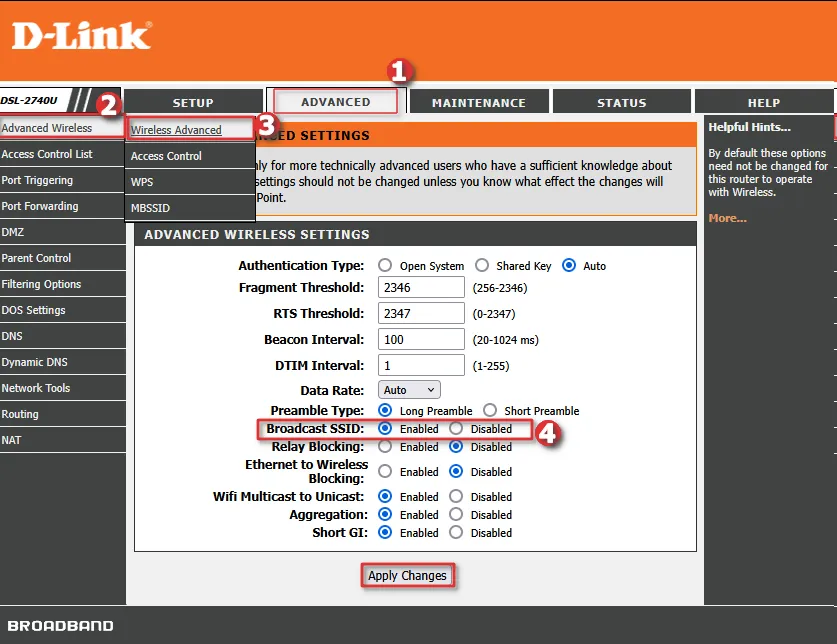 D-Link®
1
DSL-2740U
SETUP
ADVANCED
MAINTENANCE
STATUS
HELP
2
Advanced Wireless
Access Control List
Port Triggering
Port Forwarding
DMZ
Parent Control
Filtering Options
DOS Settings
DNS
Dynamic DNS
Network Tools
Routing
NAT
Wireless Advanced
3
Access Control
WPS
MBSSID
ED SETTINGS
nly for more technically advanced users who have a sufficient knowledge about
settings should not be changed unless you know what effect the changes will
Point.
ADVANCED WIRELESS SETTINGS
Authentication Type: Open System Shared Key Auto
Fragment Threshold: 2346 (256-2346)
RTS Threshold: 2347 (0-2347)
Beacon Interval: 100 (20-1024 ms)
DTIM Interval: 1 (1-255)
Data Rate: Auto
Preamble Type: Long Preamble Short Preamble
Broadcast SSID: Enabled Disabled 4
Relay Blocking: Enabled Disabled
Ethernet to Wireless
Blocking: Enabled Disabled
Wifi Multicast to Unicast: Enabled Disabled
Aggregation: Enabled Disabled
Short GI: Enabled Disabled
Apply Changes
Helpful Hints...
By default these options
need not be changed for
this router to operate
with Wireless.
More...
BROADBAND